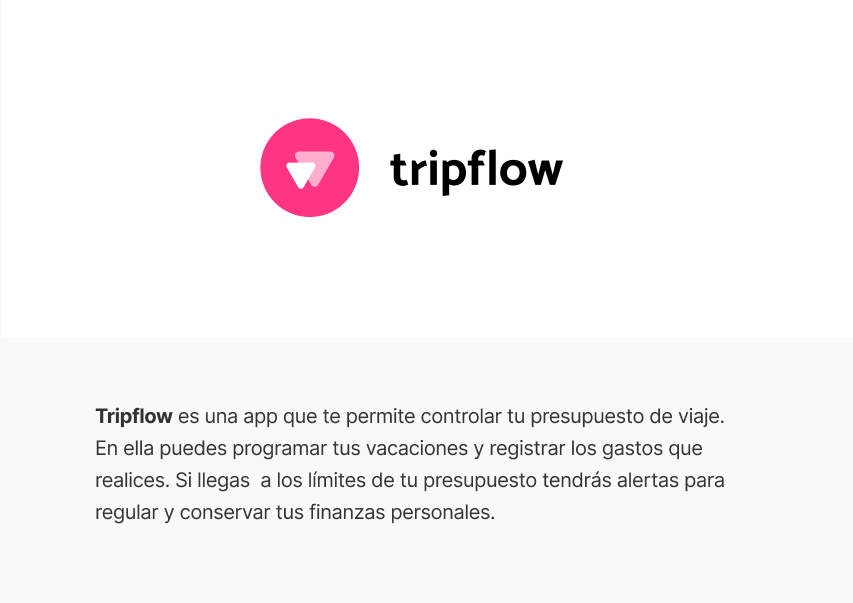 tripflow
Tripflow es una app que te permite controlar tu presupuesto de viaje.
En ella puedes programar tus vacaciones y registrar los gastos que
realices. Si llegas  a los límites de tu presupuesto tendrás alertas para
regular y conservar tus finanzas personales.